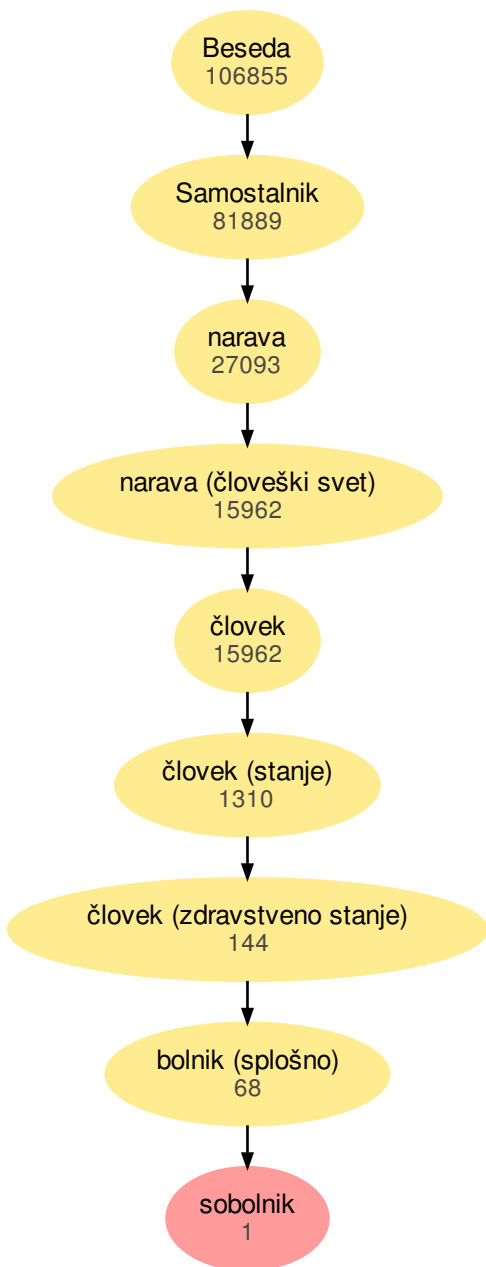 Beseda
106855
Samostalnik
81889
narava
27093
narava (človeški svet)
15962
človek
15962
človek (stanje)
1310
človek (zdravstveno stanje)
144
bolnik (splošno)
68
sobolnik
1